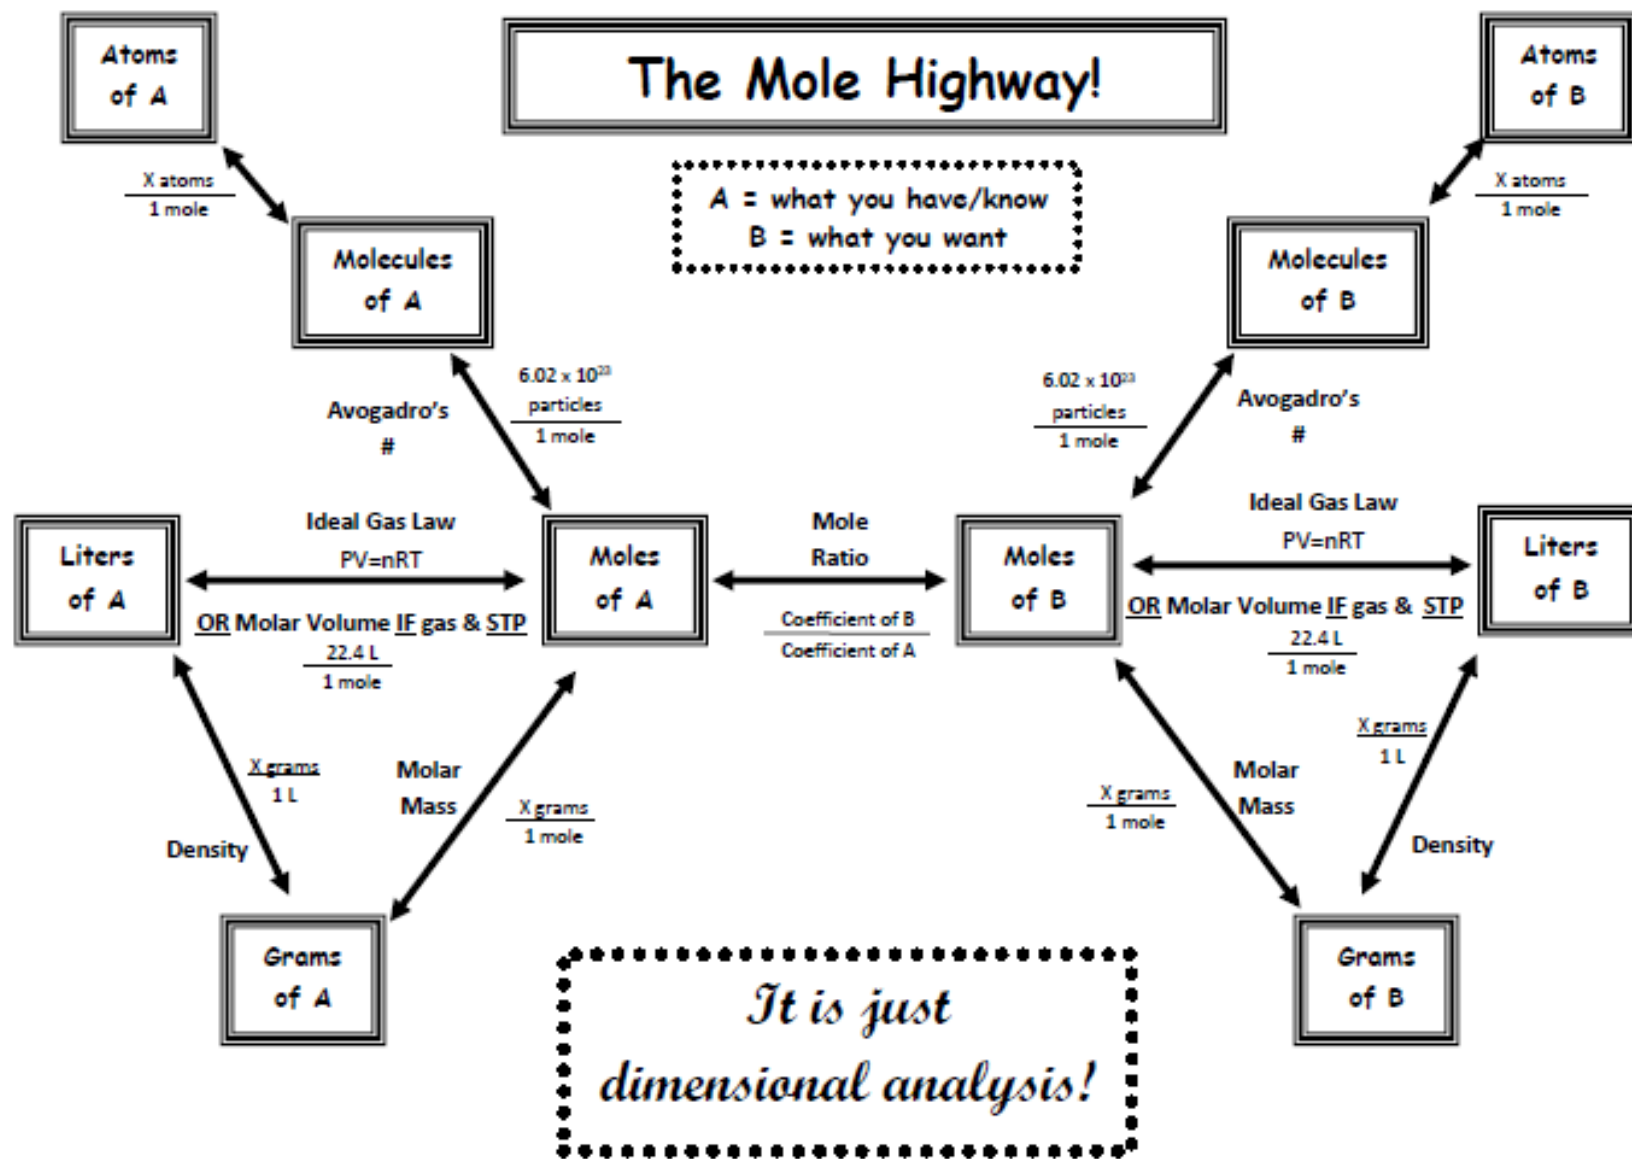 The Mole Highway!
A = what you have/know
B = what you want
Atoms
of A
X atoms
1 mole
Molecules
of A
Avogadro's
#
6.02 x 10²³
particles
1 mole
Liters
of A
Ideal Gas Law
PV=nRT
OR Molar Volume IF gas & STP
22.4 L
1 mole
Moles
of A
X grams
1 L
Density
Molar
Mass
X grams
1 mole
Grams
of A
Mole
Ratio
Coefficient of B
Coefficient of A
Atoms
of B
X atoms
1 mole
Molecules
of B
6.02 x 10²³
particles
1 mole
Avogadro's
#
Moles
of B
Ideal Gas Law
PV=nRT
OR Molar Volume IF gas & STP
22.4 L
1 mole
Liters
of B
X grams
1 mole
Molar
Mass
X grams
1 L
Density
Grams
of B
It is just
dimensional analysis!